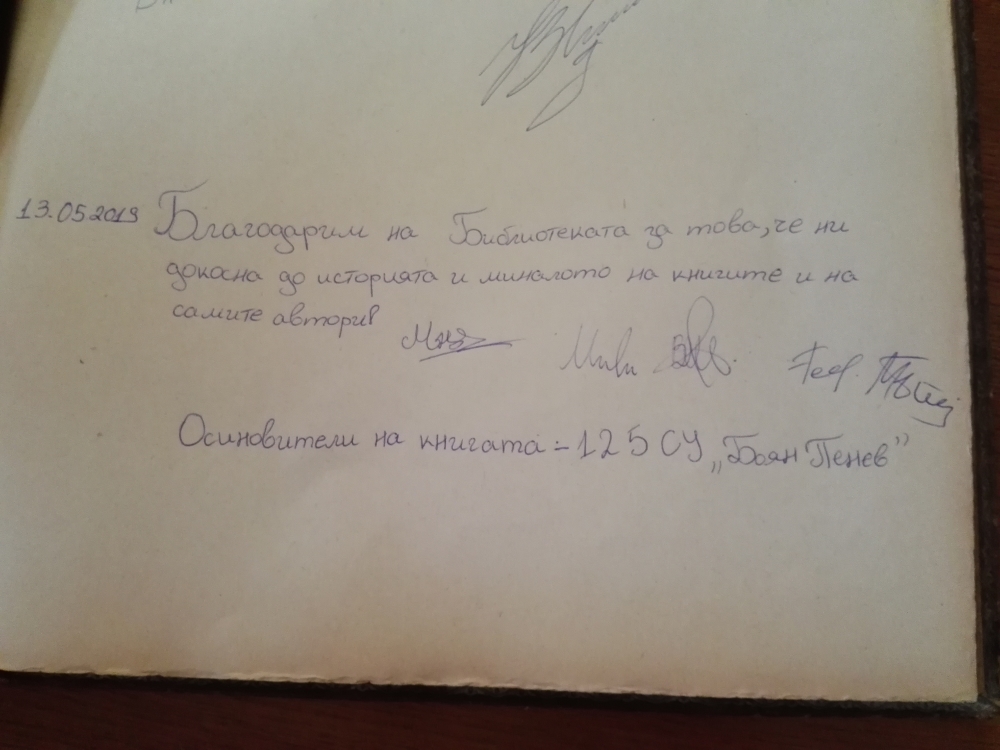 13.05.2019 Благодарим на Библиотеката за това, че ни
докосна до историята и миналото на книгите и на
самите автори!
Осиновители на книгата:- 125 СУ „Боян Пенев”